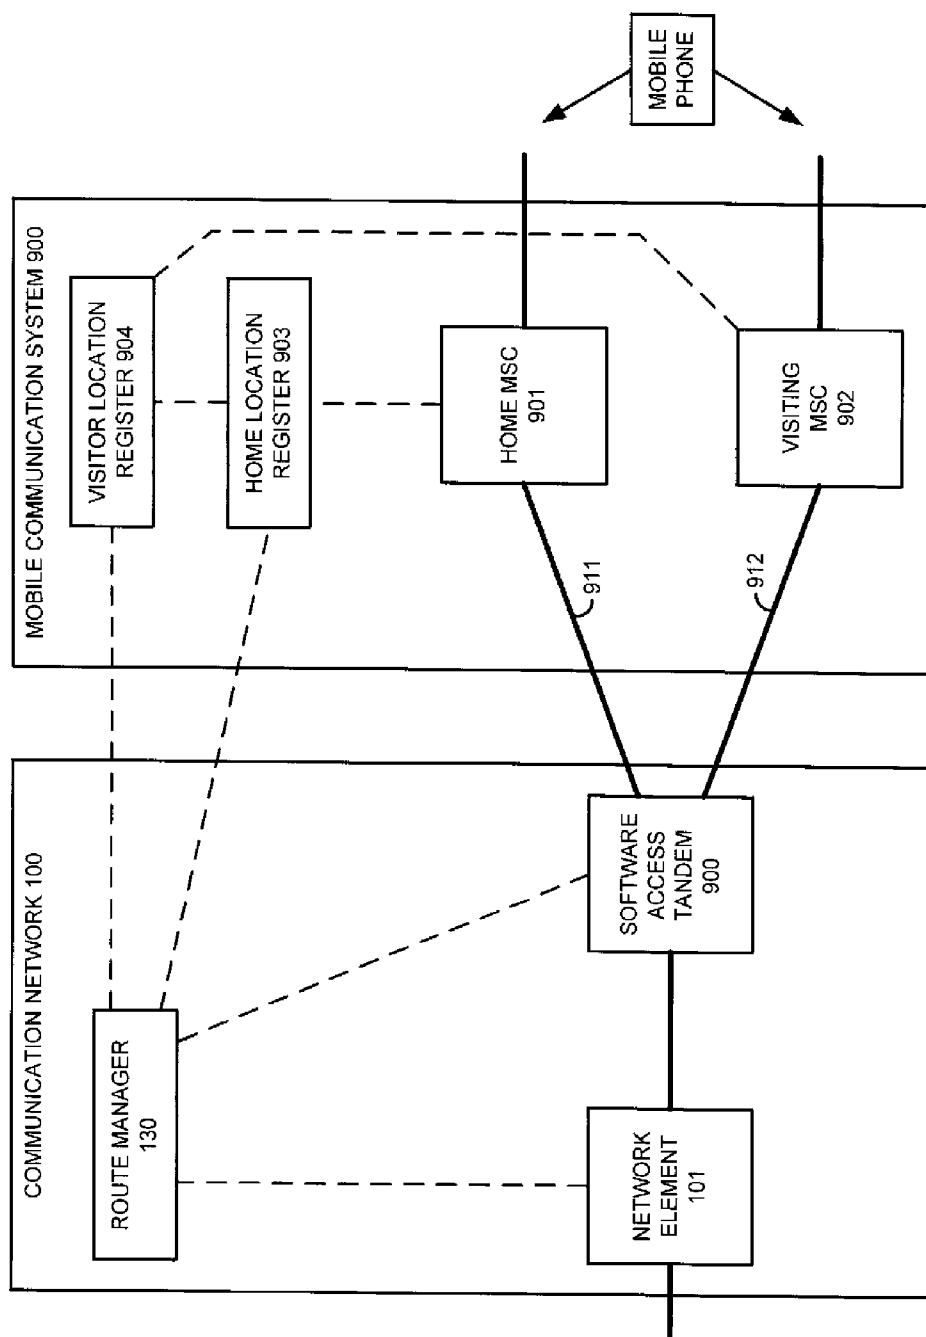 COMMUNICATION NETWORK 100
ROUTE MANAGER
130
NETWORK
ELEMENT
101
SOFTWARE
ACCESS
TANDEM
900
MOBILE COMMUNICATION SYSTEM 900
VISITOR LOCATION
REGISTER 904
HOME LOCATION
REGISTER 903
HOME MSC
901
VISITING
MSC
902
911
912
MOBILE
PHONE